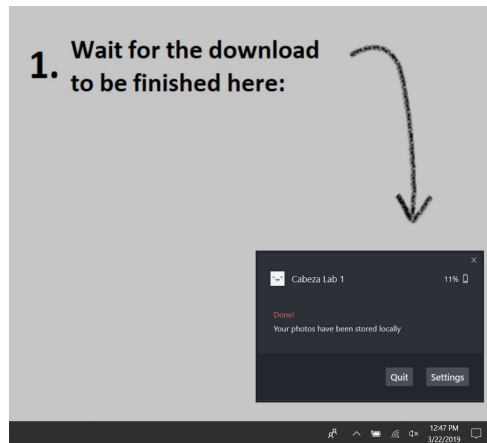 1. Wait for the download
to be finished here:
Cabeza Lab 1 11%
Done!
Your photos have been stored locally
Quit Settings
12:47 PM
3/22/2019